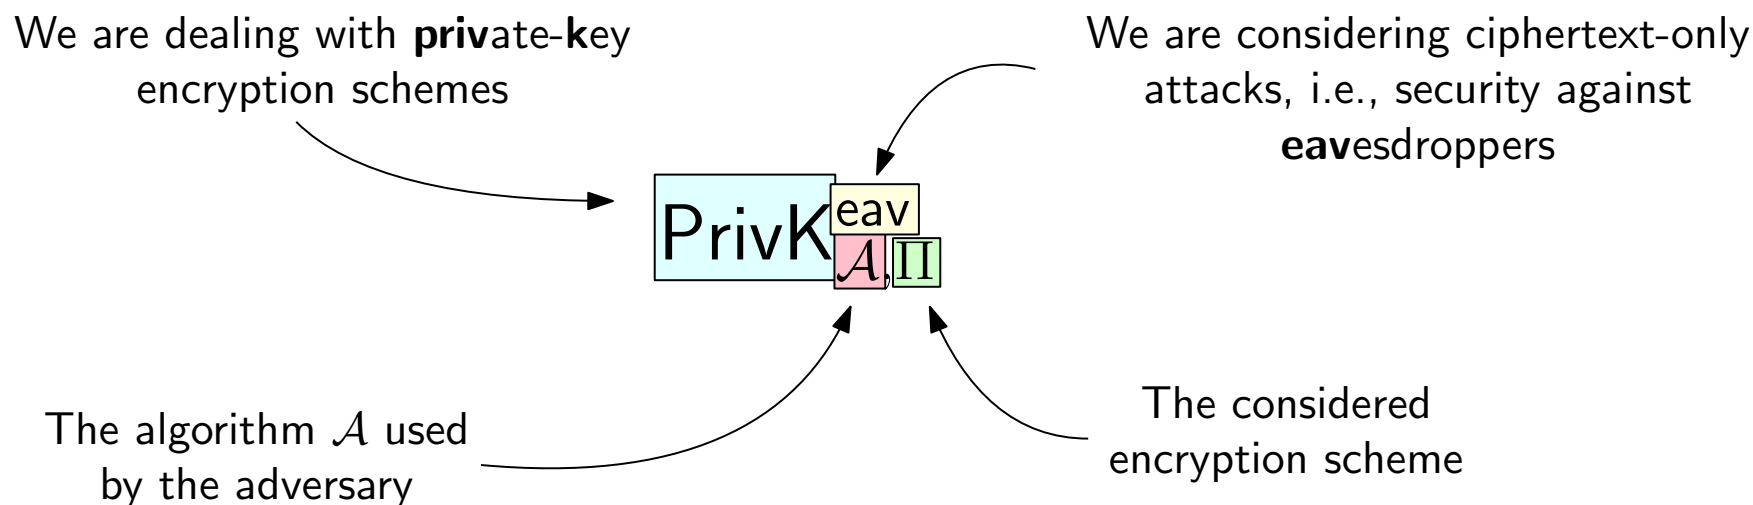 We are dealing with private-key
encryption schemes
We are considering ciphertext-only
attacks, i.e., security against
eavesdroppers
PrivK
eav
𝒜,Π
The algorithm 𝒜 used
by the adversary
The considered
encryption scheme